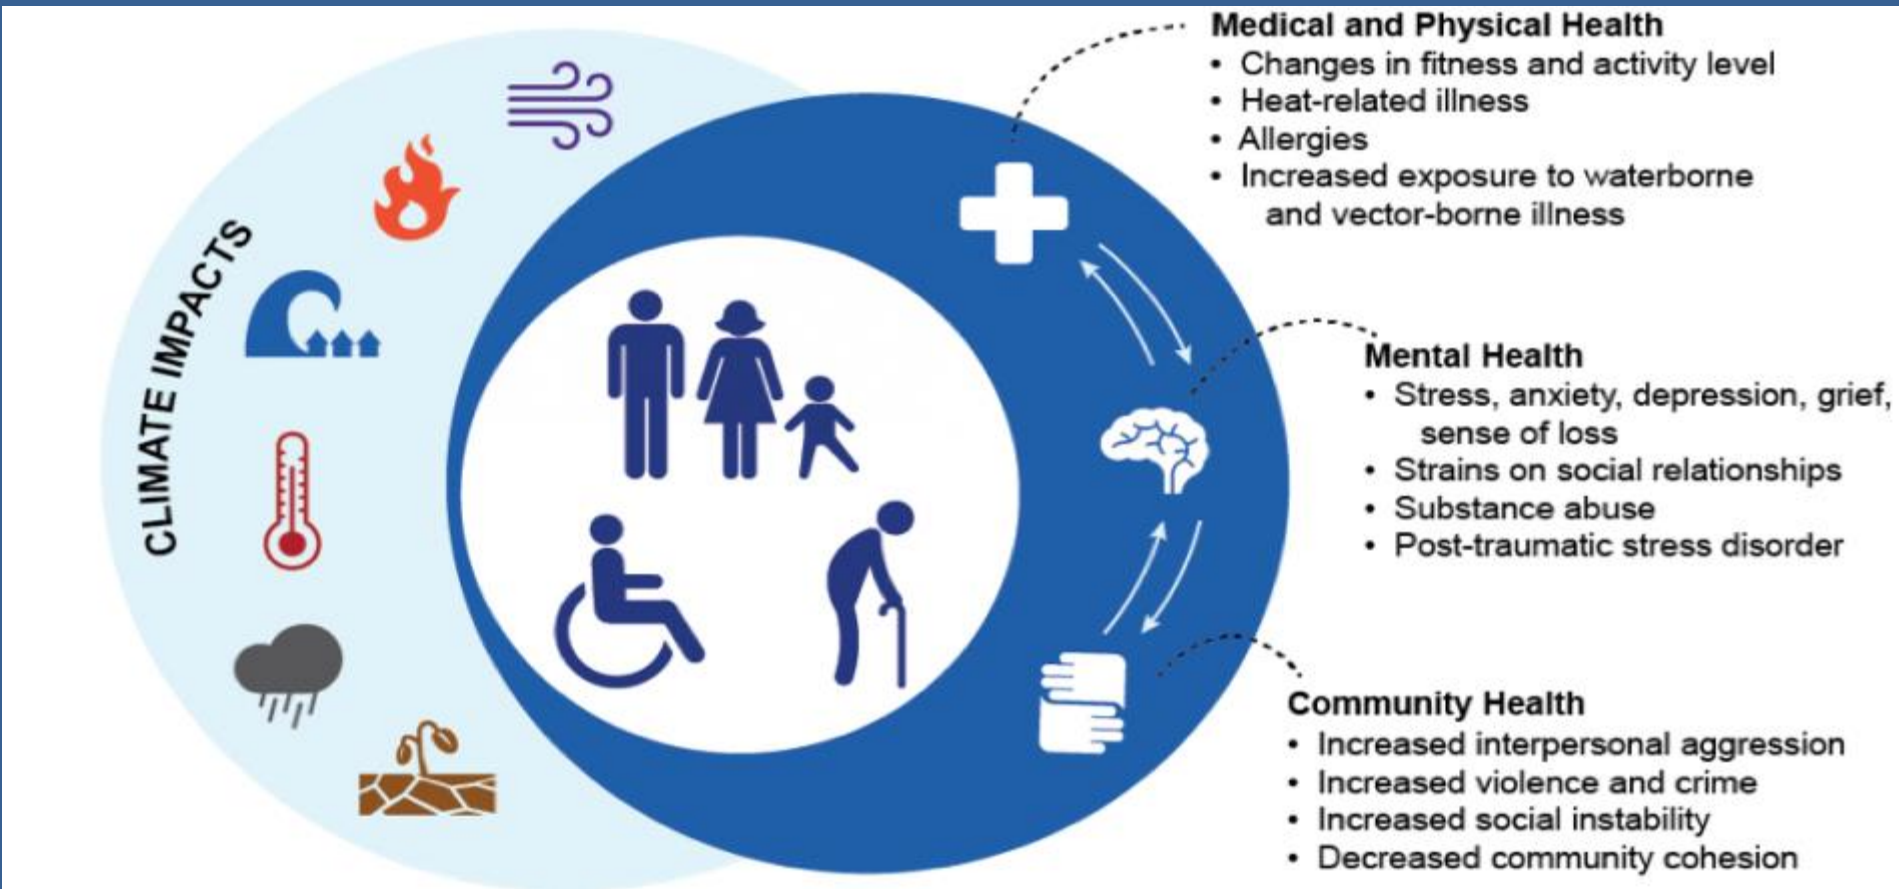 CLIMATE IMPACTS
Medical and Physical Health
• Changes in fitness and activity level
• Heat-related illness
• Allergies
• Increased exposure to waterborne
and vector-borne illness
Mental Health
• Stress, anxiety, depression, grief,
sense of loss
• Strains on social relationships
• Substance abuse
• Post-traumatic stress disorder
Community Health
• Increased interpersonal aggression
• Increased violence and crime
• Increased social instability
• Decreased community cohesion